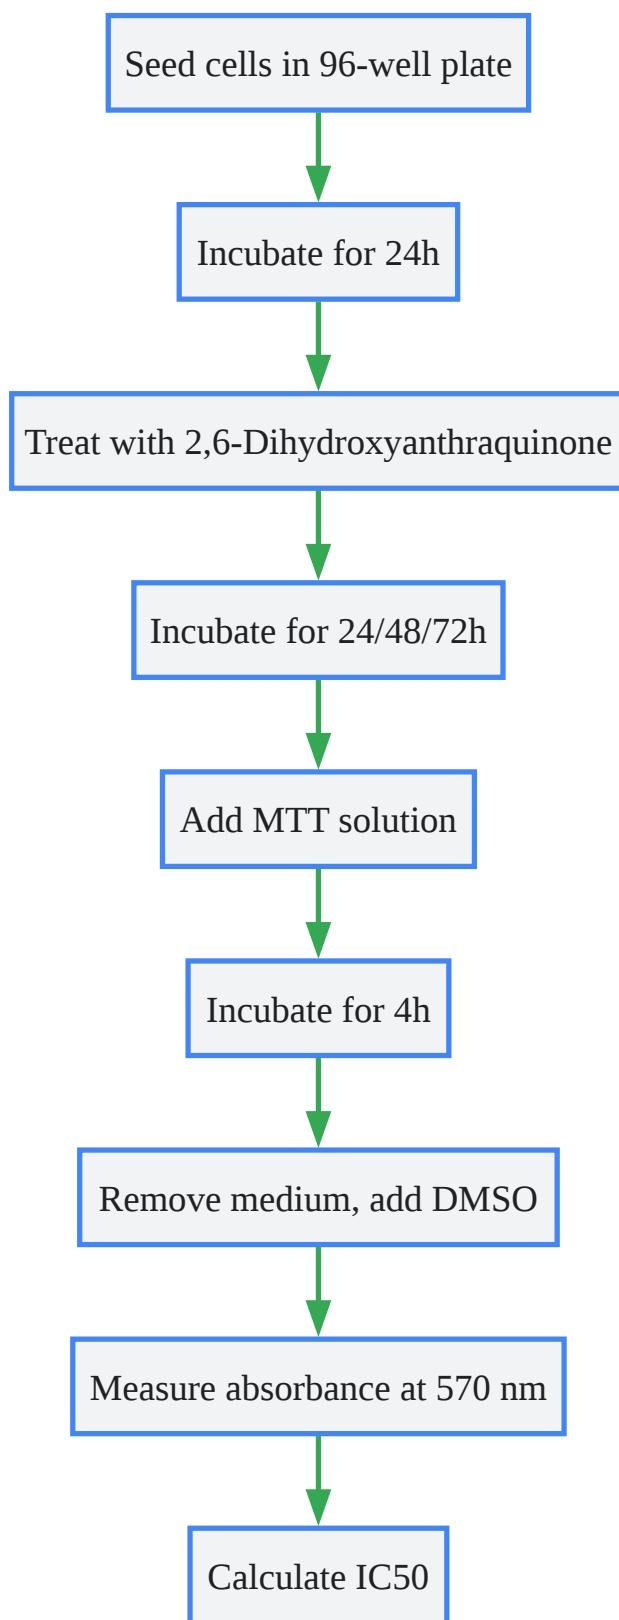 Seed cells in 96-well plate
Incubate for 24h
Treat with 2,6-Dihydroxyanthraquinone
Incubate for 24/48/72h
Add MTT solution
Incubate for 4h
Remove medium, add DMSO
Measure absorbance at 570 nm
Calculate IC50